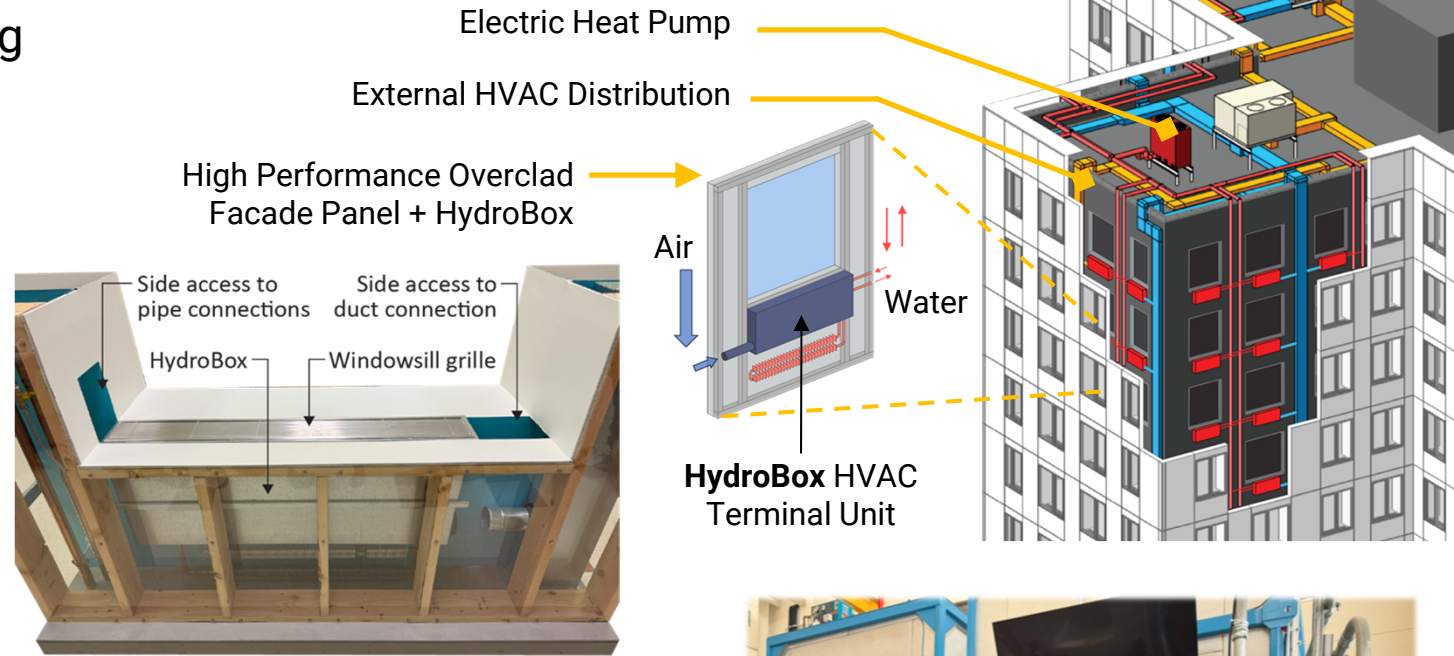 g
Electric Heat Pump
External HVAC Distribution
High Performance Overclad
Facade Panel + HydroBox
Air
Water
Side access to
pipe connections
Side access to
duct connection
HydroBox
Windowsill grille
HydroBox HVAC
Terminal Unit